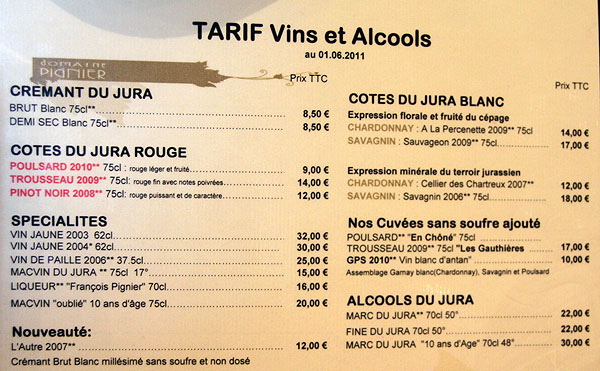 TARIF Vins et Alcools
au 01.06.2011
DOMAINE
PIGNIER
Prix TTC
CREMANT DU JURA
BRUT Blanc 75cl**........ 8,50 €
DEMI SEC Blanc 75cl**........ 8,50 €
COTES DU JURA ROUGE
POULSARD 2010** 75cl : rouge léger et fruité........ 9,00 €
TROUSSEAU 2009** 75cl : rouge fin avec notes poivrées........ 14,00 €
PINOT NOIR 2008** 75cl : rouge puissant et de caractère........ 12,00 €
SPECIALITES
VIN JAUNE 2003 62cl........ 32,00 €
VIN JAUNE 2004* 62cl........ 30,00 €
VIN DE PAILLE 2006** 37.5cl........ 25,00 €
MACVIN DU JURA ** 75cl 17°........ 15,00 €
LIQUEUR** "François Pignier" 70cl........ 16,00 €
MACVIN "oublié" 10 ans d'âge 75cl........ 20,00 €
Nouveauté:
L'Autre 2007**........ 12,00 €
Crémant Brut Blanc millésimé sans soufre et non dosé
Prix TTC
COTES DU JURA BLANC
Expression florale et fruité du cépage
CHARDONNAY : A La Percenette 2009** 75cl 14,00 €
SAVAGNIN : Sauvageon 2009** 75cl........ 17,00 €
Expression minérale du terroir jurassien
CHARDONNAY : Cellier des Chartreux 2007** 12,00 €
SAVAGNIN : Savagnin 2006** 75cl........ 18,00 €
Nos Cuvées sans soufre ajouté
POULSARD** "En Chôné" 75cl........
TROUSSEAU 2009** 75cl "Les Gauthières 17,00 €
GPS 2010** Vin blanc d'antan"........ 10,00 €
Assemblage Gamay blanc(Chardonnay), Savagnin et Poulsard
ALCOOLS DU JURA
MARC DU JURA** 70cl 50°........ 22,00 €
FINE DU JURA 70cl 50°........ 22,00 €
MARC DU JURA "10 ans d'Age" 70cl 48°........ 30,00 €